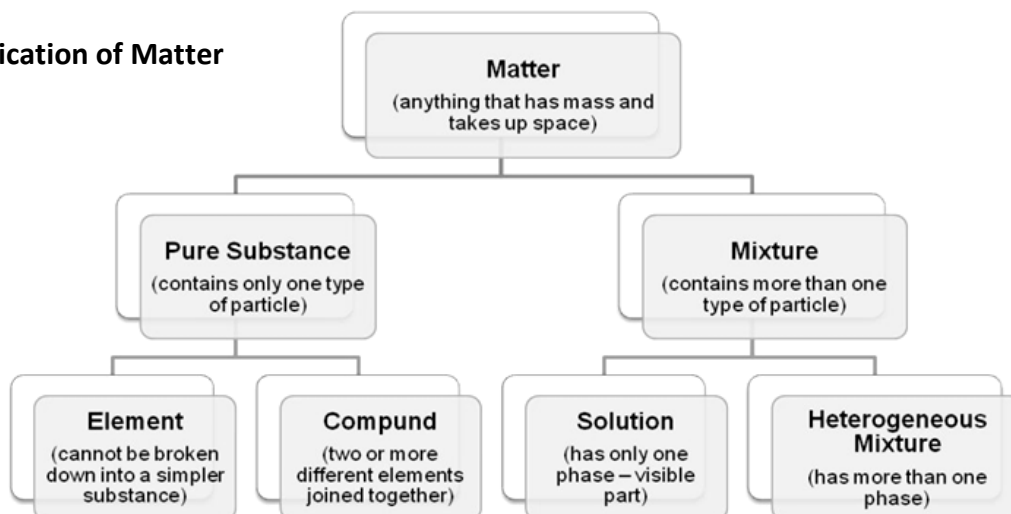 ication of Matter
Matter
(anything that has mass and
takes up space)
Pure Substance
(contains only one type
of particle)
Mixture
(contains more than one
type of particle)
Element
(cannot be broken
down into a simpler
substance)
Compund
(two or more
different elements
joined together)
Solution
(has only one
phase – visible
part)
Heterogeneous
Mixture
(has more than one
phase)